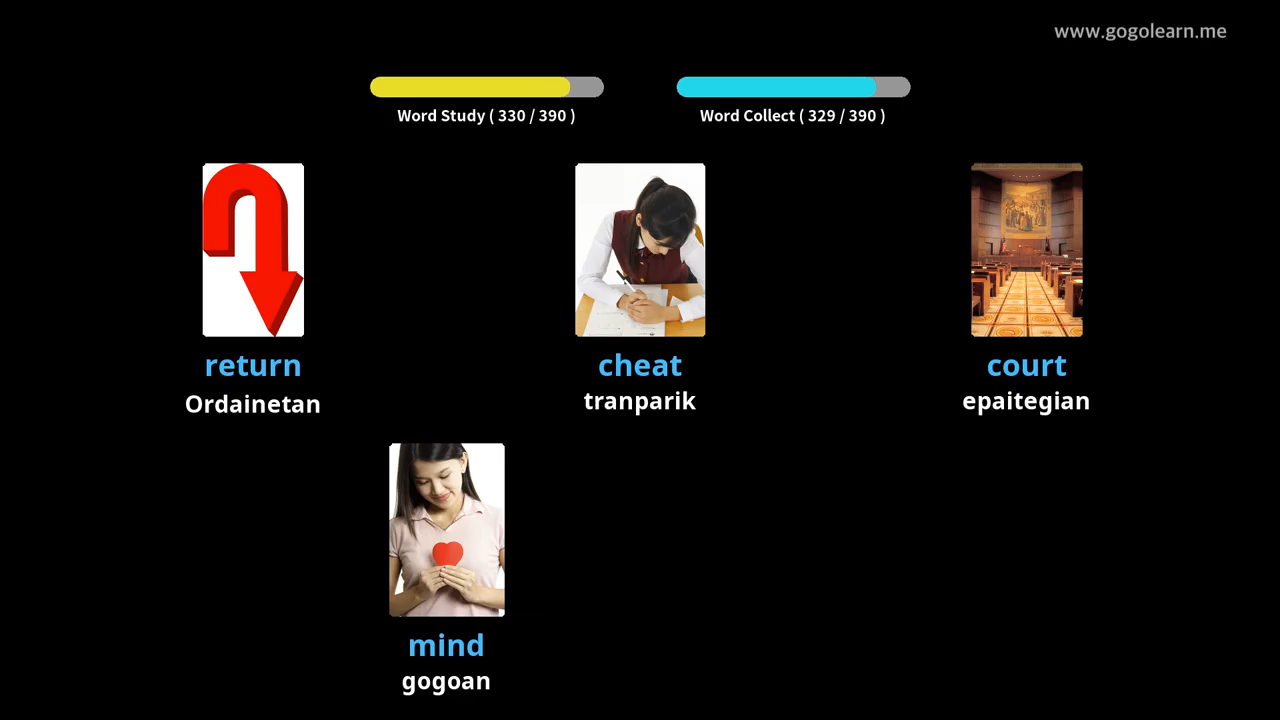 www.gogolearn.me
Word Study ( 330 / 390 )
Word Collect ( 329 / 390 )
return
Ordainetan
cheat
tranparik
court
epaitegian
mind
gogoan